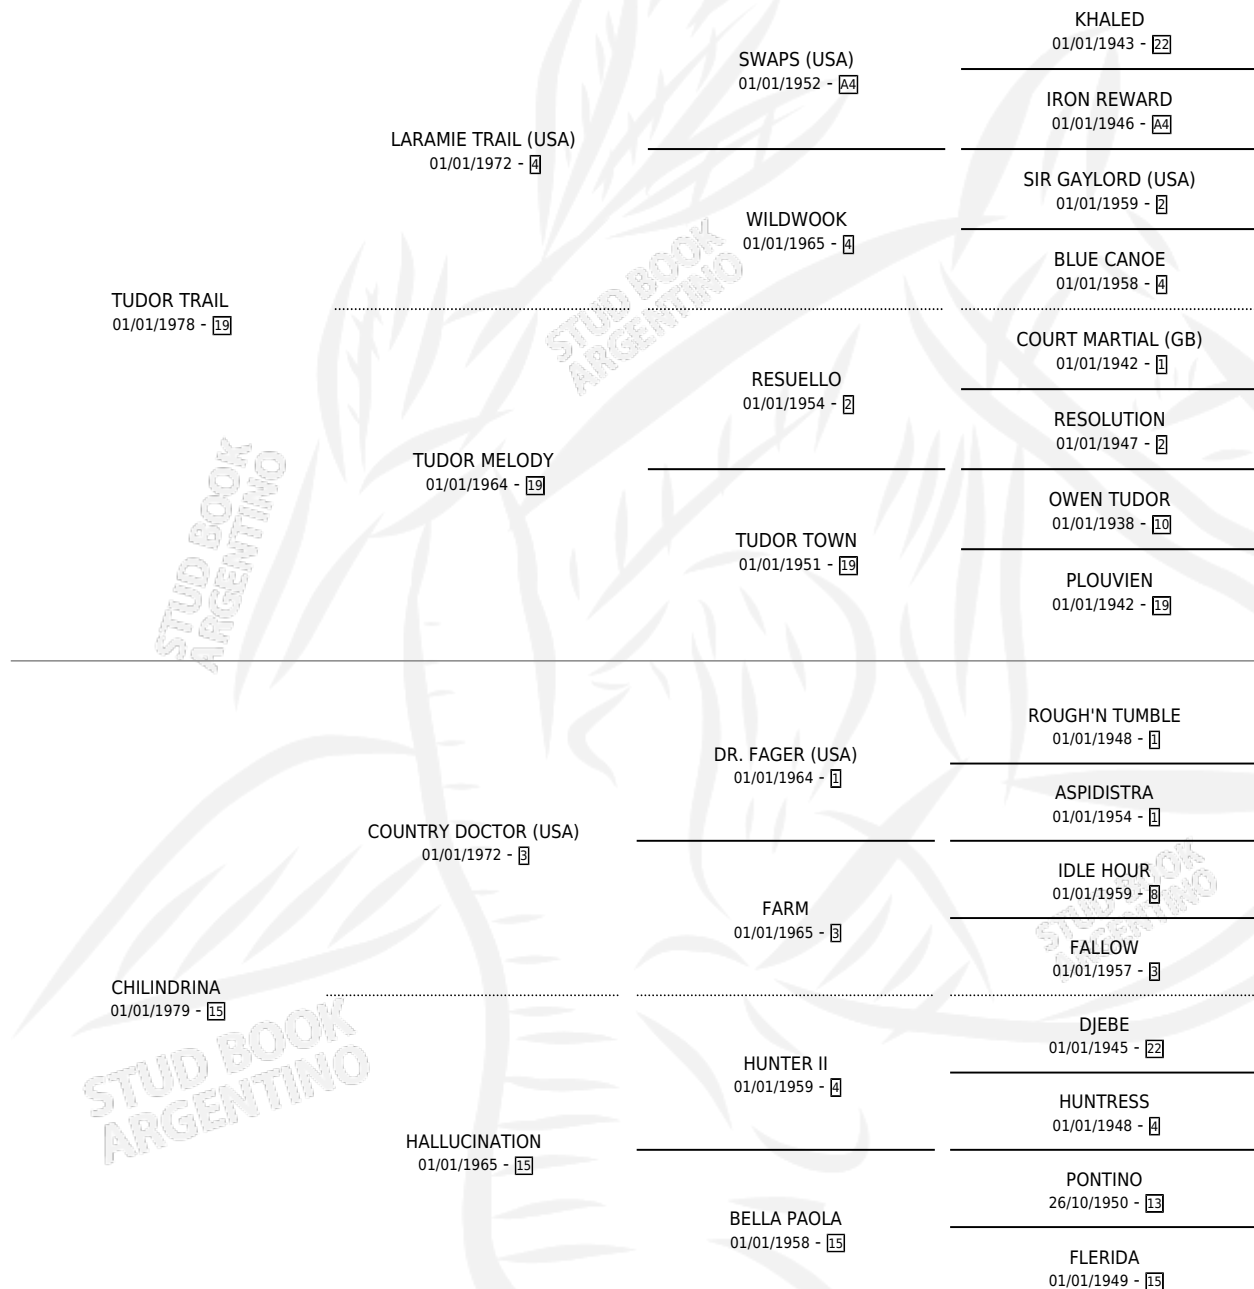 KHALED
01/01/1943 - 22
SWAPS (USA)
01/01/1952 - A4
IRON REWARD
01/01/1946 - A4
LARAMIE TRAIL (USA)
01/01/1972 - 4
SIR GAYLORD (USA)
01/01/1959 - 2
WILDWOOK
01/01/1965 - 4
BLUE CANOE
01/01/1958 - 4
TUDOR TRAIL
01/01/1978 - 19
COURT MARTIAL (GB)
01/01/1942 - 1
RESUELLO
01/01/1954 - 2
RESOLUTION
01/01/1947 - 2
TUDOR MELODY
01/01/1964 - 19
OWEN TUDOR
01/01/1938 - 10
TUDOR TOWN
01/01/1951 - 19
PLOUVIEN
01/01/1942 - 19
STUD BOOK
ARGENTINO
STUD BOOK
ARGENTINO
ROUGH'N TUMBLE
01/01/1948 - 1
DR. FAGER (USA)
01/01/1964 - 1
ASPIDISTRA
01/01/1954 - 1
COUNTRY DOCTOR (USA)
01/01/1972 - 3
IDLE HOUR
01/01/1959 - 8
FARM
01/01/1965 - 3
FALLOW
01/01/1957 - 3
CHILINDRINA
01/01/1979 - 15
DJEBE
01/01/1945 - 22
HUNTER II
01/01/1959 - 4
HUNTRESS
01/01/1948 - 4
HALLUCINATION
01/01/1965 - 15
PONTINO
26/10/1950 - 13
BELLA PAOLA
01/01/1958 - 15
FLERIDA
01/01/1949 - 15
STUD BOOK
ARGENTINO
STUD BOOK
ARGENTINO